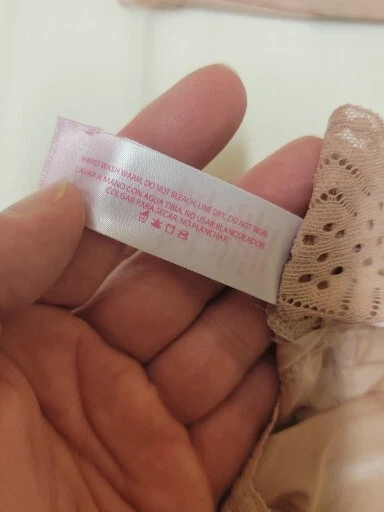 HAND WASH WARM. DO NOT BLEACH. LINE DRY. DO NOT IRON
LAVAR A MANO CON AGUA TIBIA, NO USAR BLANQUEADOR.
COLGAR PARA SECAR. NO PLANCHAR.